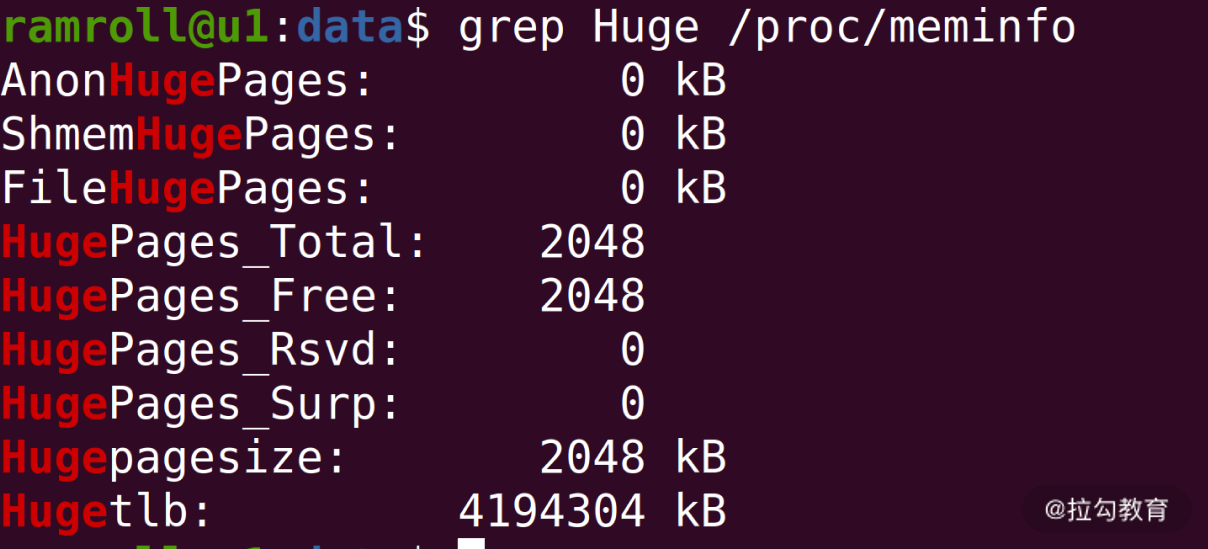 ramroll@u1:data$ grep Huge /proc/meminfo
AnonHugePages:         0 kB
ShmemHugePages:        0 kB
FileHugePages:         0 kB
HugePages_Total:    2048
HugePages_Free:     2048
HugePages_Rsvd:        0
HugePages_Surp:        0
Hugepagesize:       2048 kB
Hugetlb:         4194304 kB
@拉勾教育